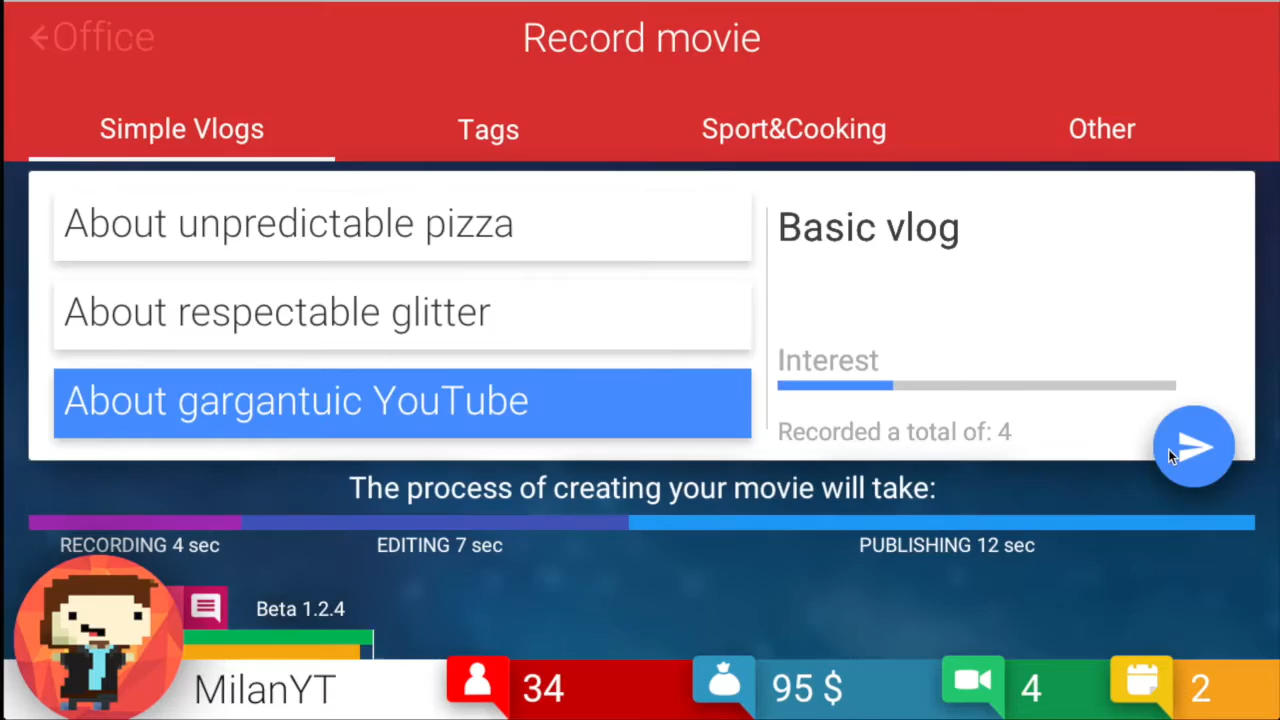 Office
Record movie
Simple Vlogs
Tags
Sport&Cooking
Other
About unpredictable pizza
About respectable glitter
About gargantuic YouTube
Basic vlog
Interest
Recorded a total of: 4
The process of creating your movie will take:
RECORDING 4 sec
EDITING 7 sec
PUBLISHING 12 sec
Beta 1.2.4
MilanYT
34
95 $
4
2